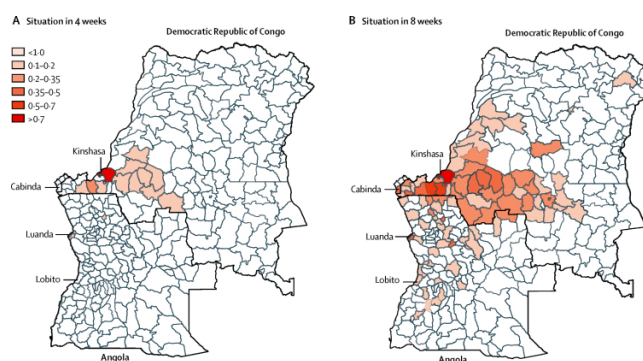 A Situation in 4 weeks
Democratic Republic of Congo
<1·0
0·1–0·2
0·2–0·35
0·35–0·5
0·5–0·7
>0·7
Kinshasa
Cabinda
Luanda
Lobito
Angola
B Situation in 8 weeks
Democratic Republic of Congo
Kinshasa
Cabinda
Luanda
Lobito
Angola